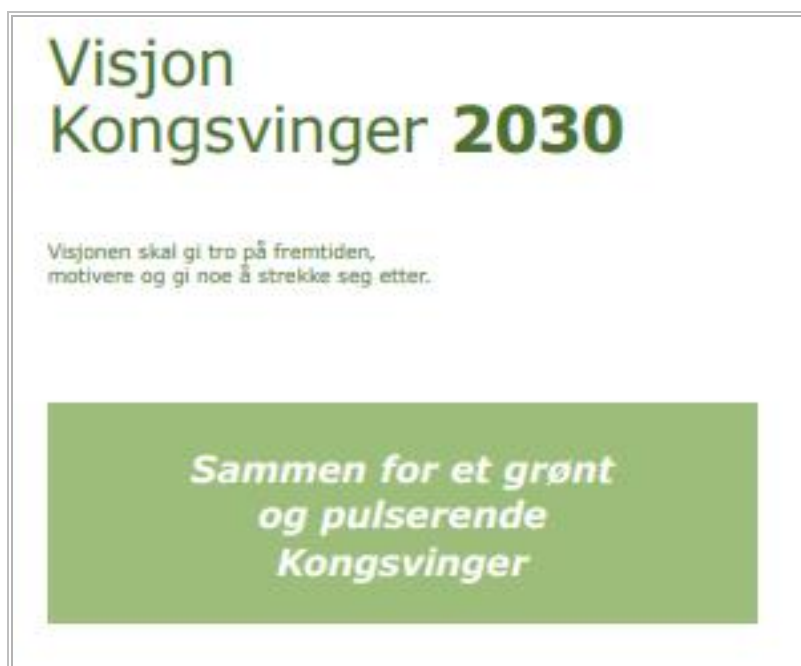 Visjon
Kongsvinger 2030
Visjonen skal gi tro på fremtiden,
motivere og gi noe å strekke seg etter.
Sammen for et grønt
og pulserende
Kongsvinger